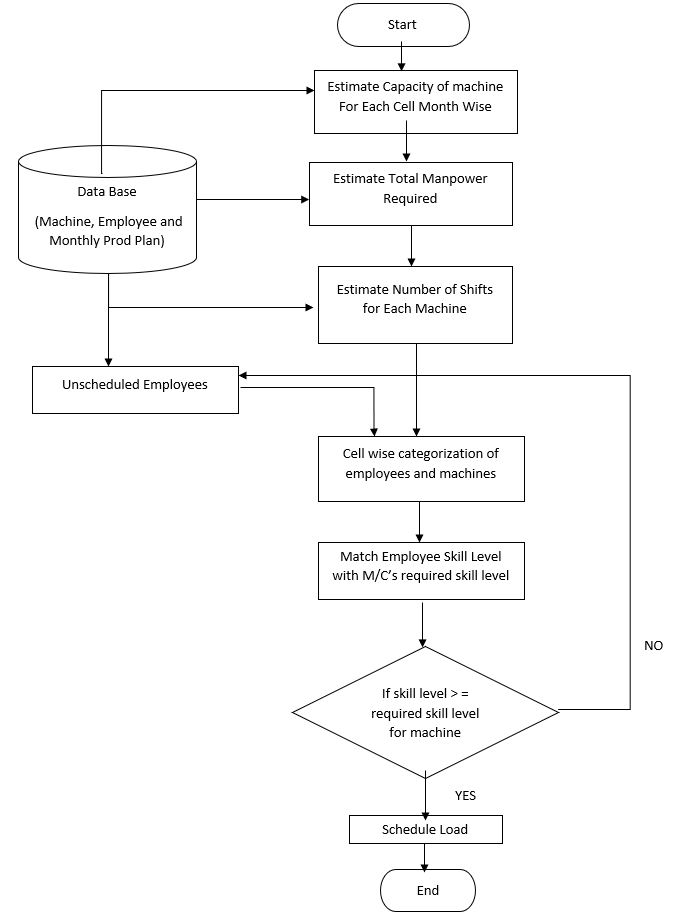 Start
Estimate Capacity of machine
For Each Cell Month Wise
Data Base
(Machine, Employee and
Monthly Prod Plan)
Estimate Total Manpower
Required
Estimate Number of Shifts
for Each Machine
Unscheduled Employees
Cell wise categorization of
employees and machines
Match Employee Skill Level
with M/C's required skill level
NO
If skill level > =
required skill level
for machine
YES
Schedule Load
End